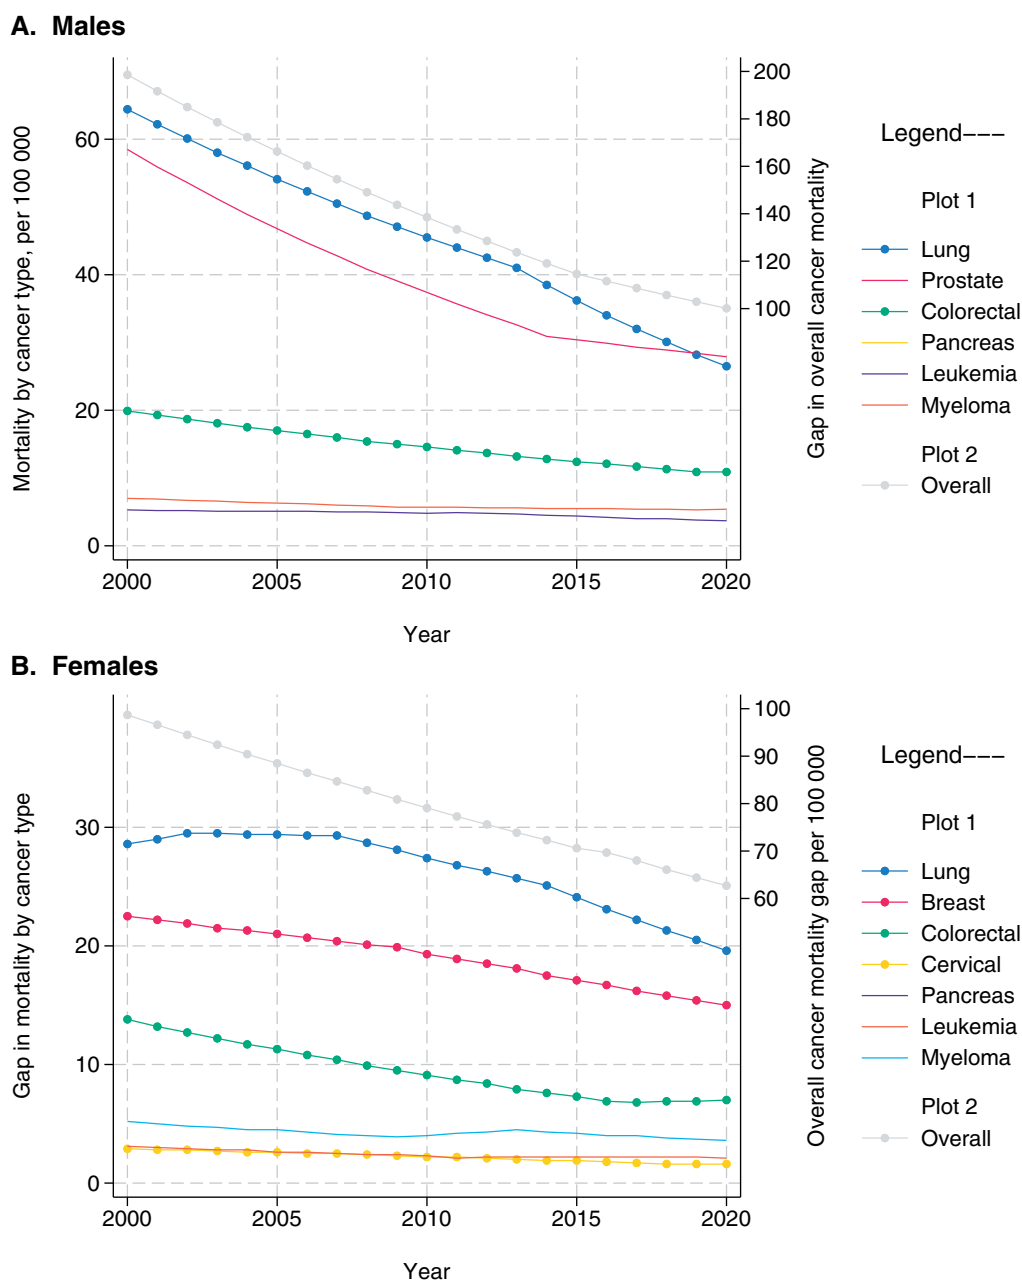 A. Males
Mortality by cancer type, per 100 000
60
40
20
0
2000 2005 2010 2015 2020
Year
200
180
160
140
120
100
Gap in overall cancer mortality
Legend−−−
Plot 1
Lung
Prostate
Colorectal
Pancreas
Leukemia
Myeloma
Plot 2
Overall
B. Females
Gap in mortality by cancer type
30
20
10
0
2000 2005 2010 2015 2020
Year
100
90
80
70
60
Overall cancer mortality gap per 100 000
Legend−−−
Plot 1
Lung
Breast
Colorectal
Cervical
Pancreas
Leukemia
Myeloma
Plot 2
Overall